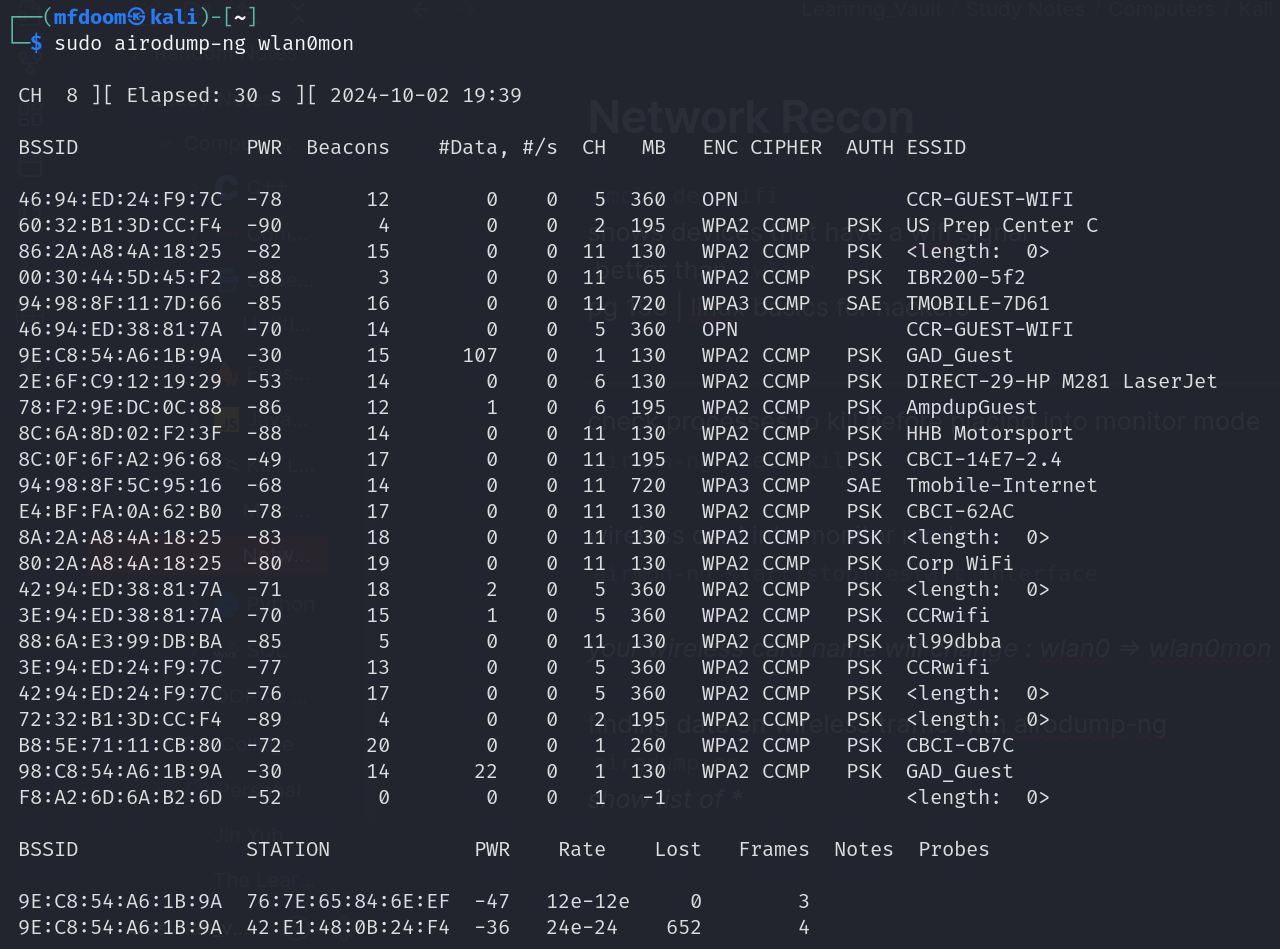 (mfdoom㉿kali)-[~]
$ sudo airodump-ng wlan0mon
CH  8 ][ Elapsed: 30 s ][ 2024-10-02 19:39
BSSID              PWR  Beacons    #Data, #/s  CH   MB   ENC CIPHER  AUTH ESSID
46:94:ED:24:F9:7C  -78       12        0    0   5  360   OPN              CCR-GUEST-WIFI
60:32:B1:3D:CC:F4  -90        4        0    0   2  195   WPA2 CCMP   PSK  US Prep Center C
86:2A:A8:4A:18:25  -82       15        0    0  11  130   WPA2 CCMP   PSK  <length:  0>
00:30:44:5D:45:F2  -88        3        0    0  11   65   WPA2 CCMP   PSK  IBR200-5f2
94:98:8F:11:7D:66  -85       16        0    0  11  720   WPA3 CCMP   SAE  TMOBILE-7D61
46:94:ED:38:81:7A  -70       14        0    0   5  360   OPN              CCR-GUEST-WIFI
9E:C8:54:A6:1B:9A  -30       15      107    0   1  130   WPA2 CCMP   PSK  GAD_Guest
2E:6F:C9:12:19:29  -53       14        0    0   6  130   WPA2 CCMP   PSK  DIRECT-29-HP M281 LaserJet
78:F2:9E:DC:0C:88  -86       12        1    0   6  195   WPA2 CCMP   PSK  AmpdupGuest
8C:6A:8D:02:F2:3F  -88       14        0    0  11  130   WPA2 CCMP   PSK  HHB Motorsport
8C:0F:6F:A2:96:68  -49       17        0    0  11  195   WPA2 CCMP   PSK  CBCI-14E7-2.4
94:98:8F:5C:95:16  -68       14        0    0  11  720   WPA3 CCMP   SAE  Tmobile-Internet
E4:BF:FA:0A:62:B0  -78       17        0    0  11  130   WPA2 CCMP   PSK  CBCI-62AC
8A:2A:A8:4A:18:25  -83       18        0    0  11  130   WPA2 CCMP   PSK  <length:  0>
80:2A:A8:4A:18:25  -80       19        0    0  11  130   WPA2 CCMP   PSK  Corp WiFi
42:94:ED:38:81:7A  -71       18        2    0   5  360   WPA2 CCMP   PSK  <length:  0>
3E:94:ED:38:81:7A  -70       15        1    0   5  360   WPA2 CCMP   PSK  CCRwifi
88:6A:E3:99:DB:BA  -85        5        0    0  11  130   WPA2 CCMP   PSK  tl99dbba
3E:94:ED:24:F9:7C  -77       13        0    0   5  360   WPA2 CCMP   PSK  CCRwifi
42:94:ED:24:F9:7C  -76       17        0    0   5  360   WPA2 CCMP   PSK  <length:  0>
72:32:B1:3D:CC:F4  -89        4        0    0   2  195   WPA2 CCMP   PSK  <length:  0>
B8:5E:71:11:CB:80  -72       20        0    0   1  260   WPA2 CCMP   PSK  CBCI-CB7C
98:C8:54:A6:1B:9A  -30       14       22    0   1  130   WPA2 CCMP   PSK  GAD_Guest
F8:A2:6D:6A:B2:6D  -52        0        0    0   1   -1                    <length:  0>
BSSID              STATION            PWR    Rate    Lost   Frames  Notes  Probes
9E:C8:54:A6:1B:9A  76:7E:65:84:6E:EF  -47   12e-12e     0        3
9E:C8:54:A6:1B:9A  42:E1:48:0B:24:F4  -36   24e-24    652        4
Network Recon